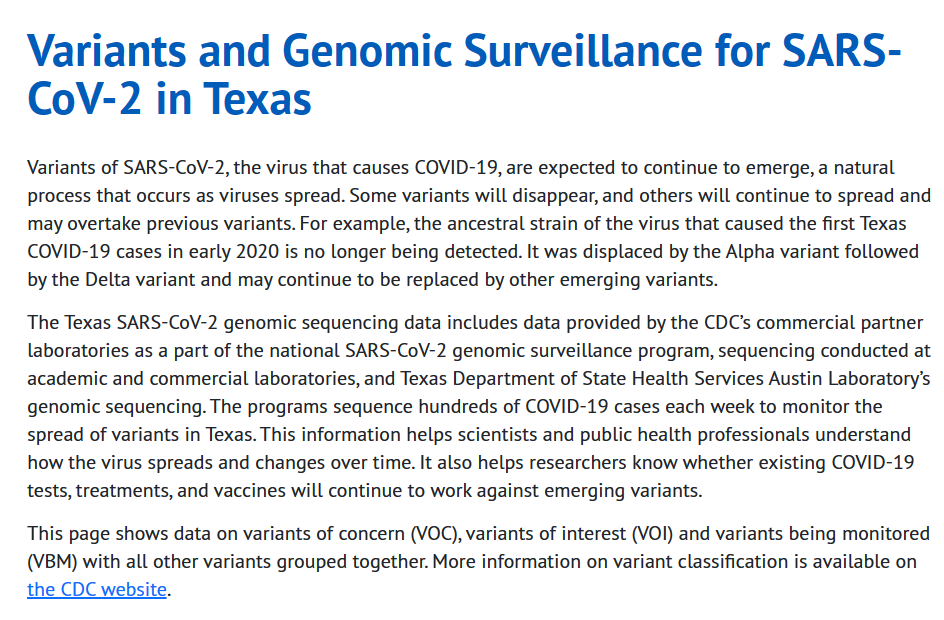 Variants and Genomic Surveillance for SARS-
CoV-2 in Texas
Variants of SARS-CoV-2, the virus that causes COVID-19, are expected to continue to emerge, a natural
process that occurs as viruses spread. Some variants will disappear, and others will continue to spread and
may overtake previous variants. For example, the ancestral strain of the virus that caused the first Texas
COVID-19 cases in early 2020 is no longer being detected. It was displaced by the Alpha variant followed
by the Delta variant and may continue to be replaced by other emerging variants.
The Texas SARS-CoV-2 genomic sequencing data includes data provided by the CDC’s commercial partner
laboratories as a part of the national SARS-CoV-2 genomic surveillance program, sequencing conducted at
academic and commercial laboratories, and Texas Department of State Health Services Austin Laboratory’s
genomic sequencing. The programs sequence hundreds of COVID-19 cases each week to monitor the
spread of variants in Texas. This information helps scientists and public health professionals understand
how the virus spreads and changes over time. It also helps researchers know whether existing COVID-19
tests, treatments, and vaccines will continue to work against emerging variants.
This page shows data on variants of concern (VOC), variants of interest (VOI) and variants being monitored
(VBM) with all other variants grouped together. More information on variant classification is available on
the CDC website.